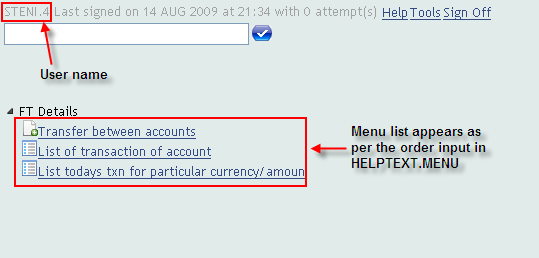 STENI.4 Last signed on 14 AUG 2009 at 21:34 with 0 attempt(s) Help Tools Sign Off
User name
FT Details
Transfer between accounts
List of transaction of account
List todays txn for particular currency/amoun
Menu list appears as
per the order input in
HELPTEXT.MENU